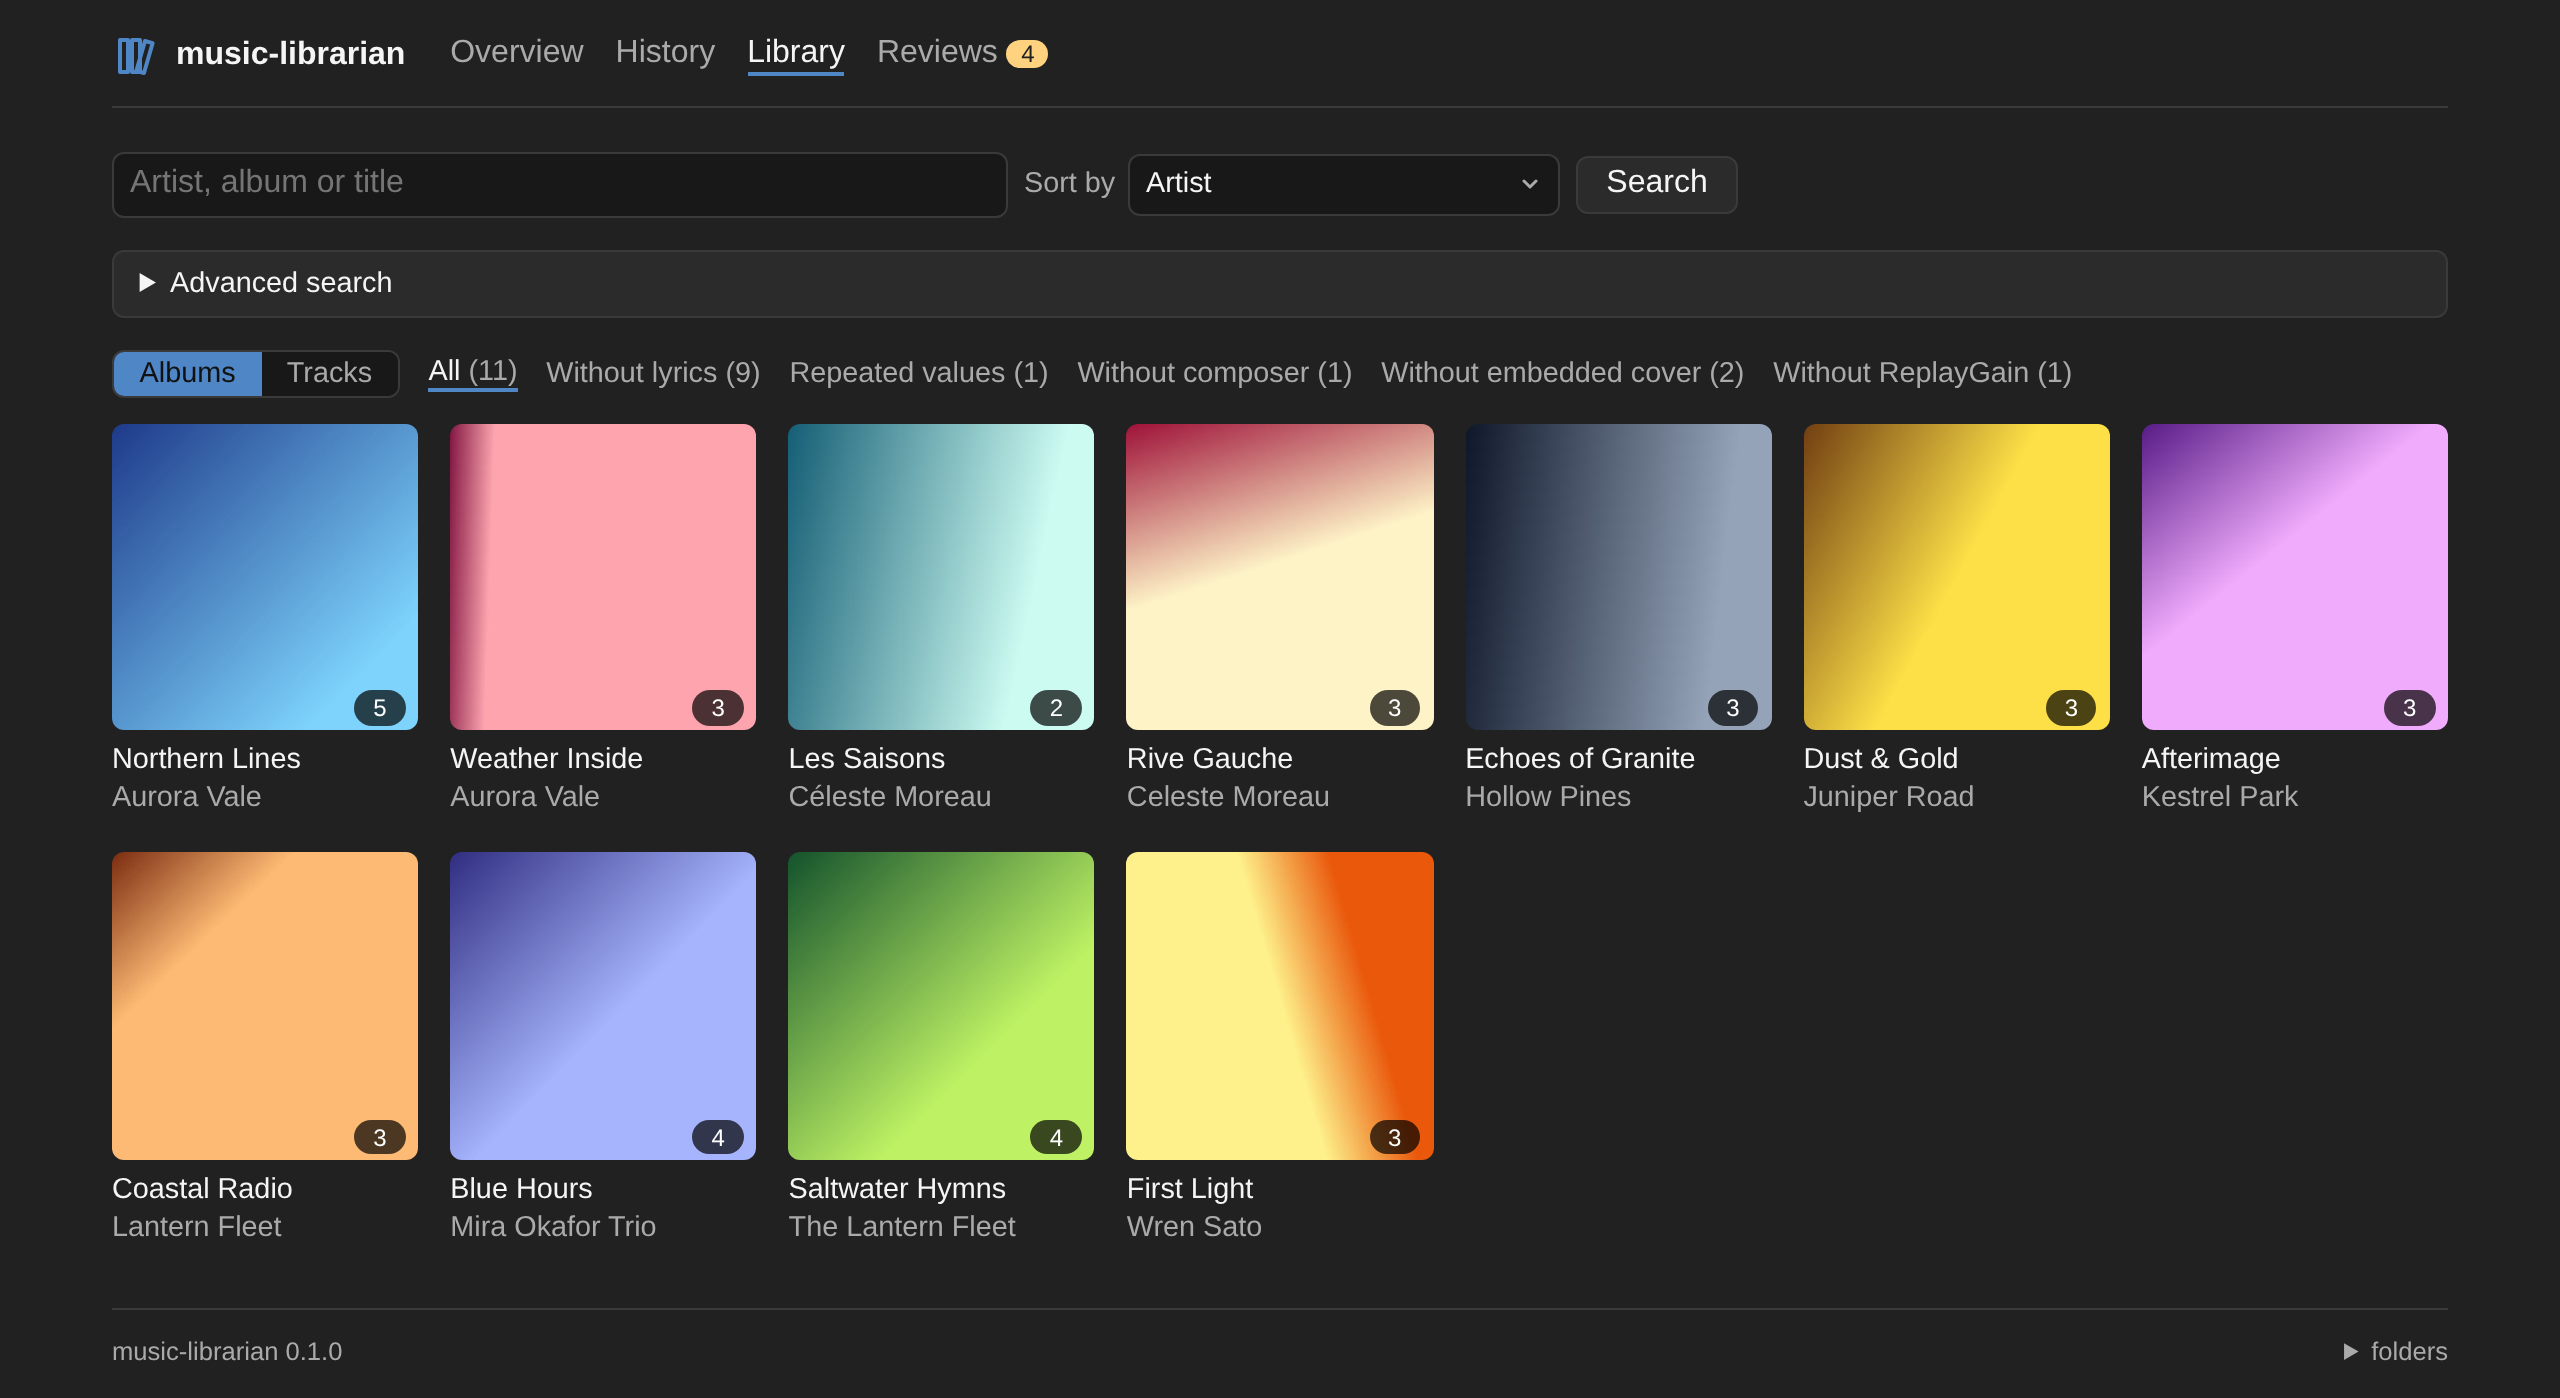 music-librarian Overview History Library Reviews 4
Artist, album or title Sort by Artist Search
Advanced search
Albums Tracks All (11) Without lyrics (9) Repeated values (1) Without composer (1) Without embedded cover (2) Without ReplayGain (1)
5 3 2 3 3 3 3
Northern Lines Weather Inside Les Saisons Rive Gauche Echoes of Granite Dust & Gold Afterimage
Aurora Vale Aurora Vale Céleste Moreau Celeste Moreau Hollow Pines Juniper Road Kestrel Park
3 4 4 3
Coastal Radio Blue Hours Saltwater Hymns First Light
Lantern Fleet Mira Okafor Trio The Lantern Fleet Wren Sato
music-librarian 0.1.0 folders